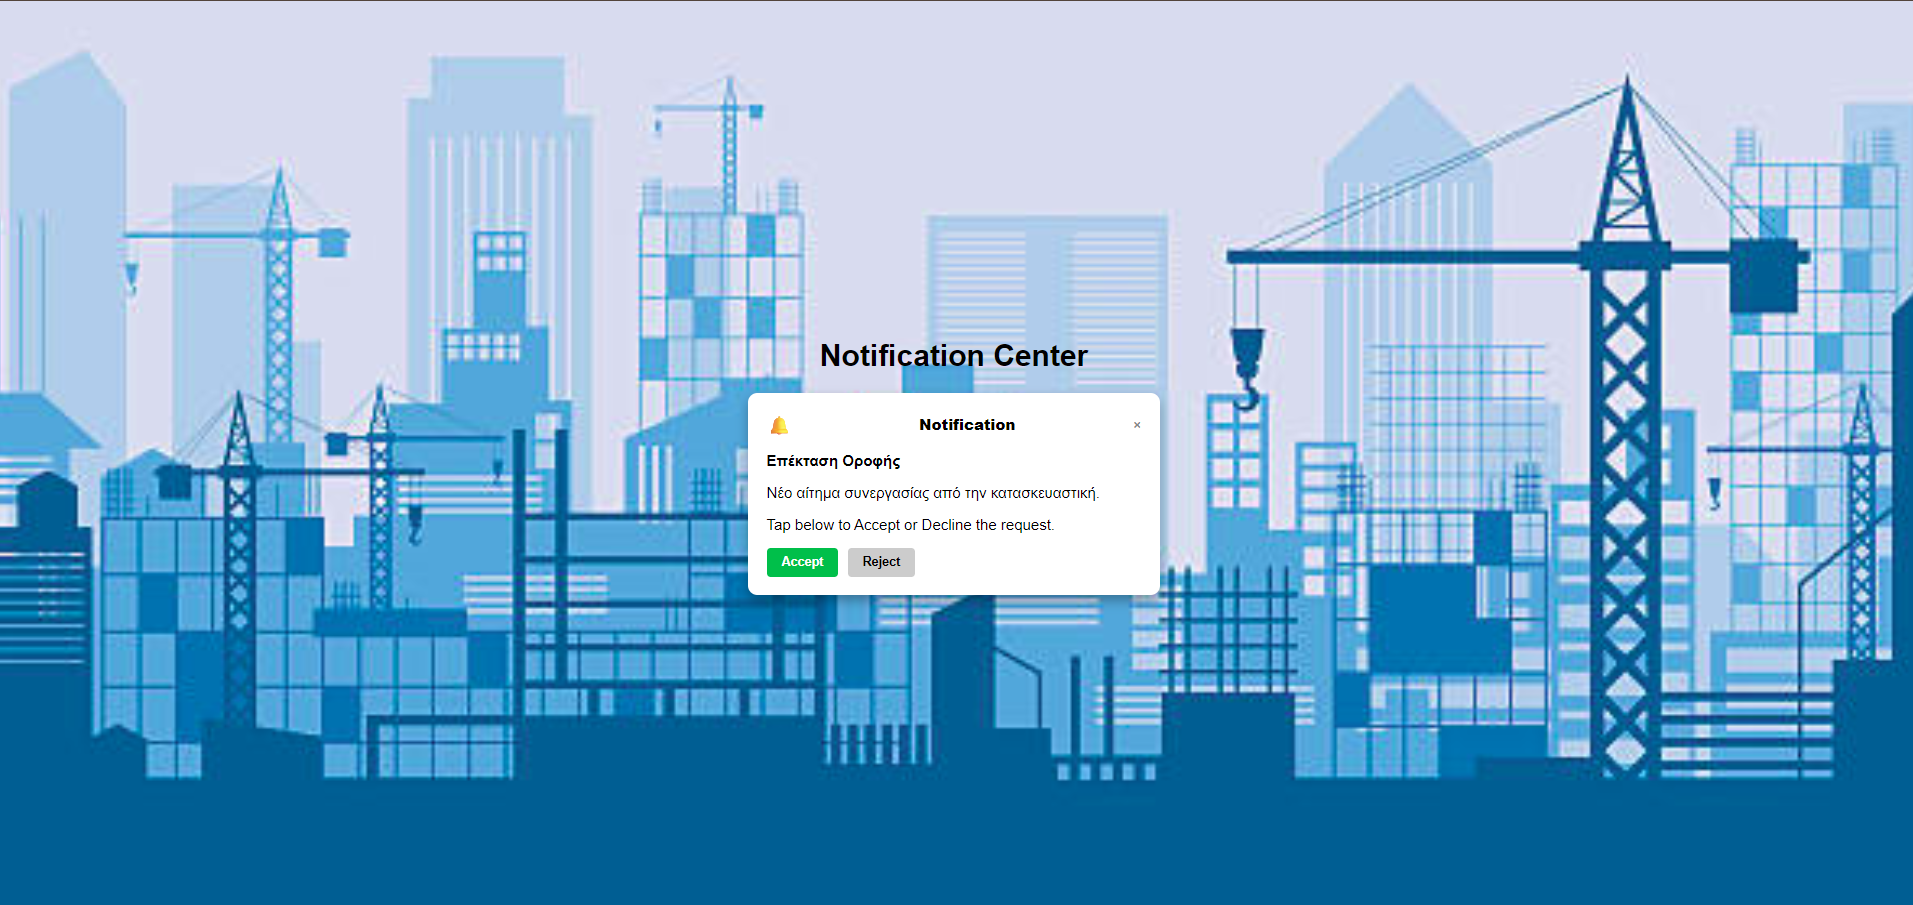 Notification Center
Notification ×
Επέκταση Οροφής
Νέο αίτημα συνεργασίας από την κατασκευαστική.
Tap below to Accept or Decline the request.
Accept Reject